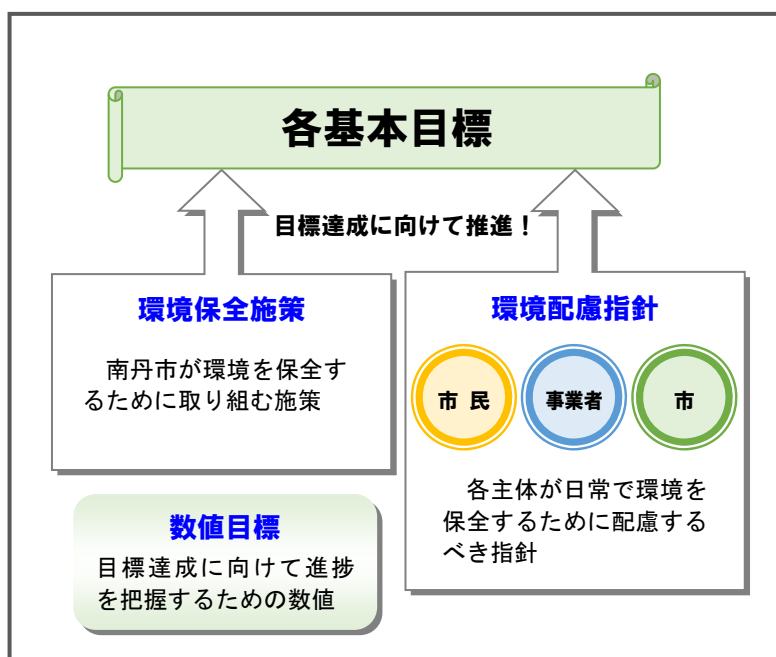 各基本目標
目標達成に向けて推進！
環境保全施策
南丹市が環境を保全す
るために取り組む施策
数値目標
目標達成に向けて進捗
を把握するための数値
環境配慮指針
市 民
事業者
市
各主体が日常で環境を
保全するために配慮する
べき指針